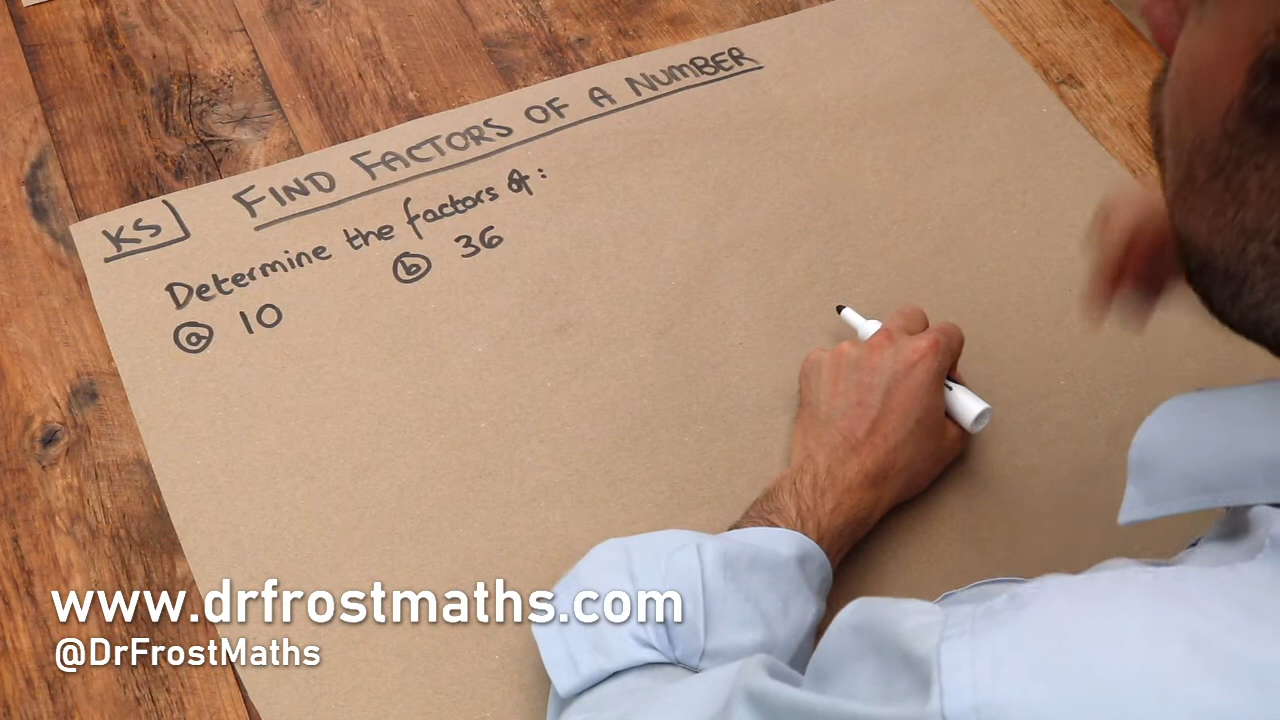 KS
FIND FACTORS OF A NUMBER
Determine the factors of:
ⓐ 10 ⓑ 36
www.drfrostmaths.com
@DrFrostMaths